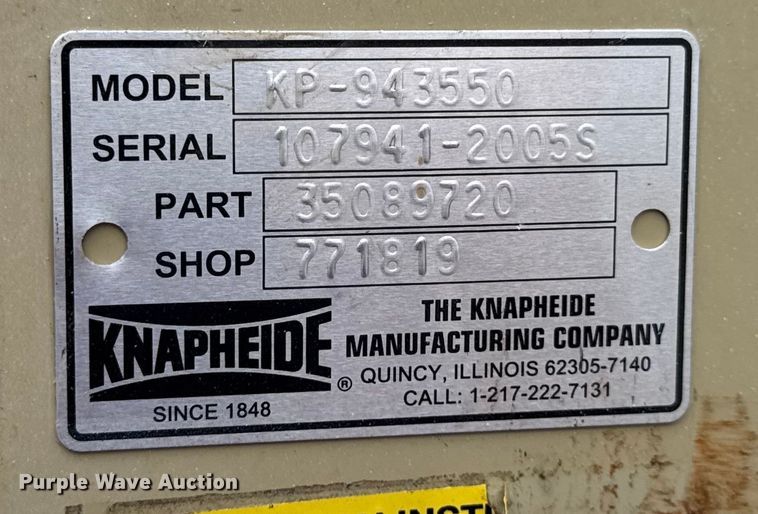 MODEL KP-943550
SERIAL 107941-2005S
PART 35089720
SHOP 771819
KNAPHEIDE®
SINCE 1848
THE KNAPHEIDE
MANUFACTURING COMPANY
QUINCY, ILLINOIS 62305-7140
CALL: 1-217-222-7131
Purple Wave Auction